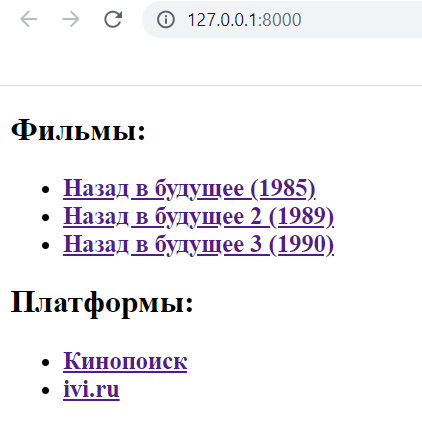 127.0.0.1:8000
Фильмы:
Назад в будущее (1985)
Назад в будущее 2 (1989)
Назад в будущее 3 (1990)
Платформы:
Кинопоиск
ivi.ru